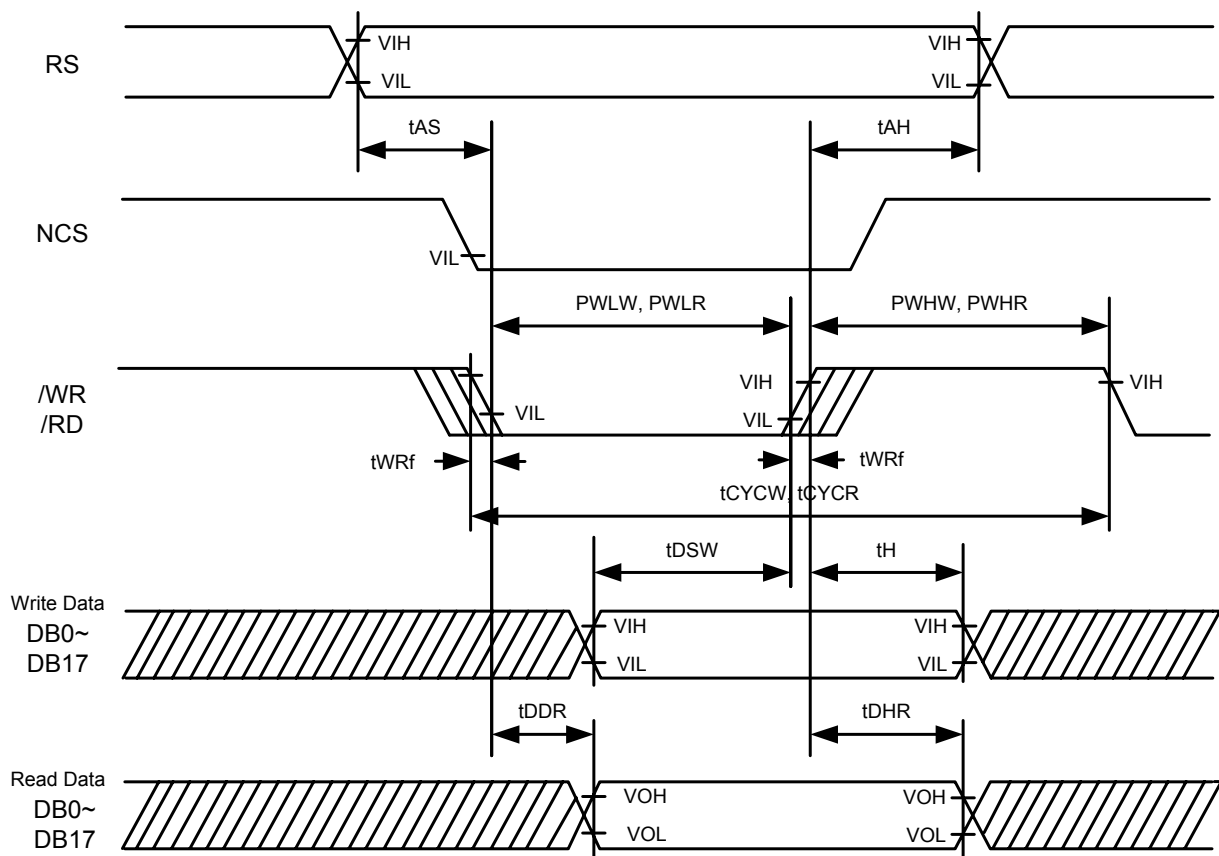 RS
VIH
VIH
VIL
VIL
tAS
tAH
NCS
VIL
PWLW, PWLR
PWHW, PWHR
/WR
/RD
VIH
VIH
VIL
VIL
tWRf
tWRf
tCYCW, tCYCR
tDSW
tH
Write Data
DB0~
DB17
VIH
VIH
VIL
VIL
tDDR
tDHR
Read Data
DB0~
DB17
VOH
VOH
VOL
VOL